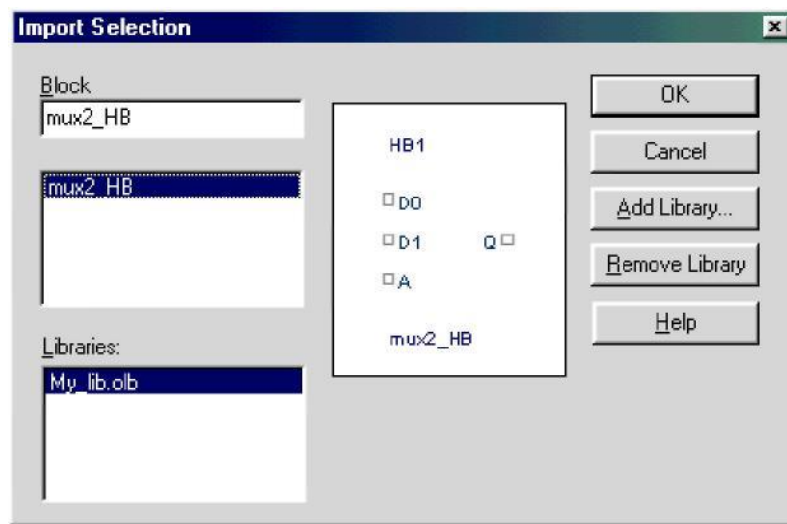 Import Selection
Block
mux2_HB
mux2_HB
Libraries:
My_lib.olb
HB1
D0
D1 Q
A
mux2_HB
OK
Cancel
Add Library...
Remove Library
Help